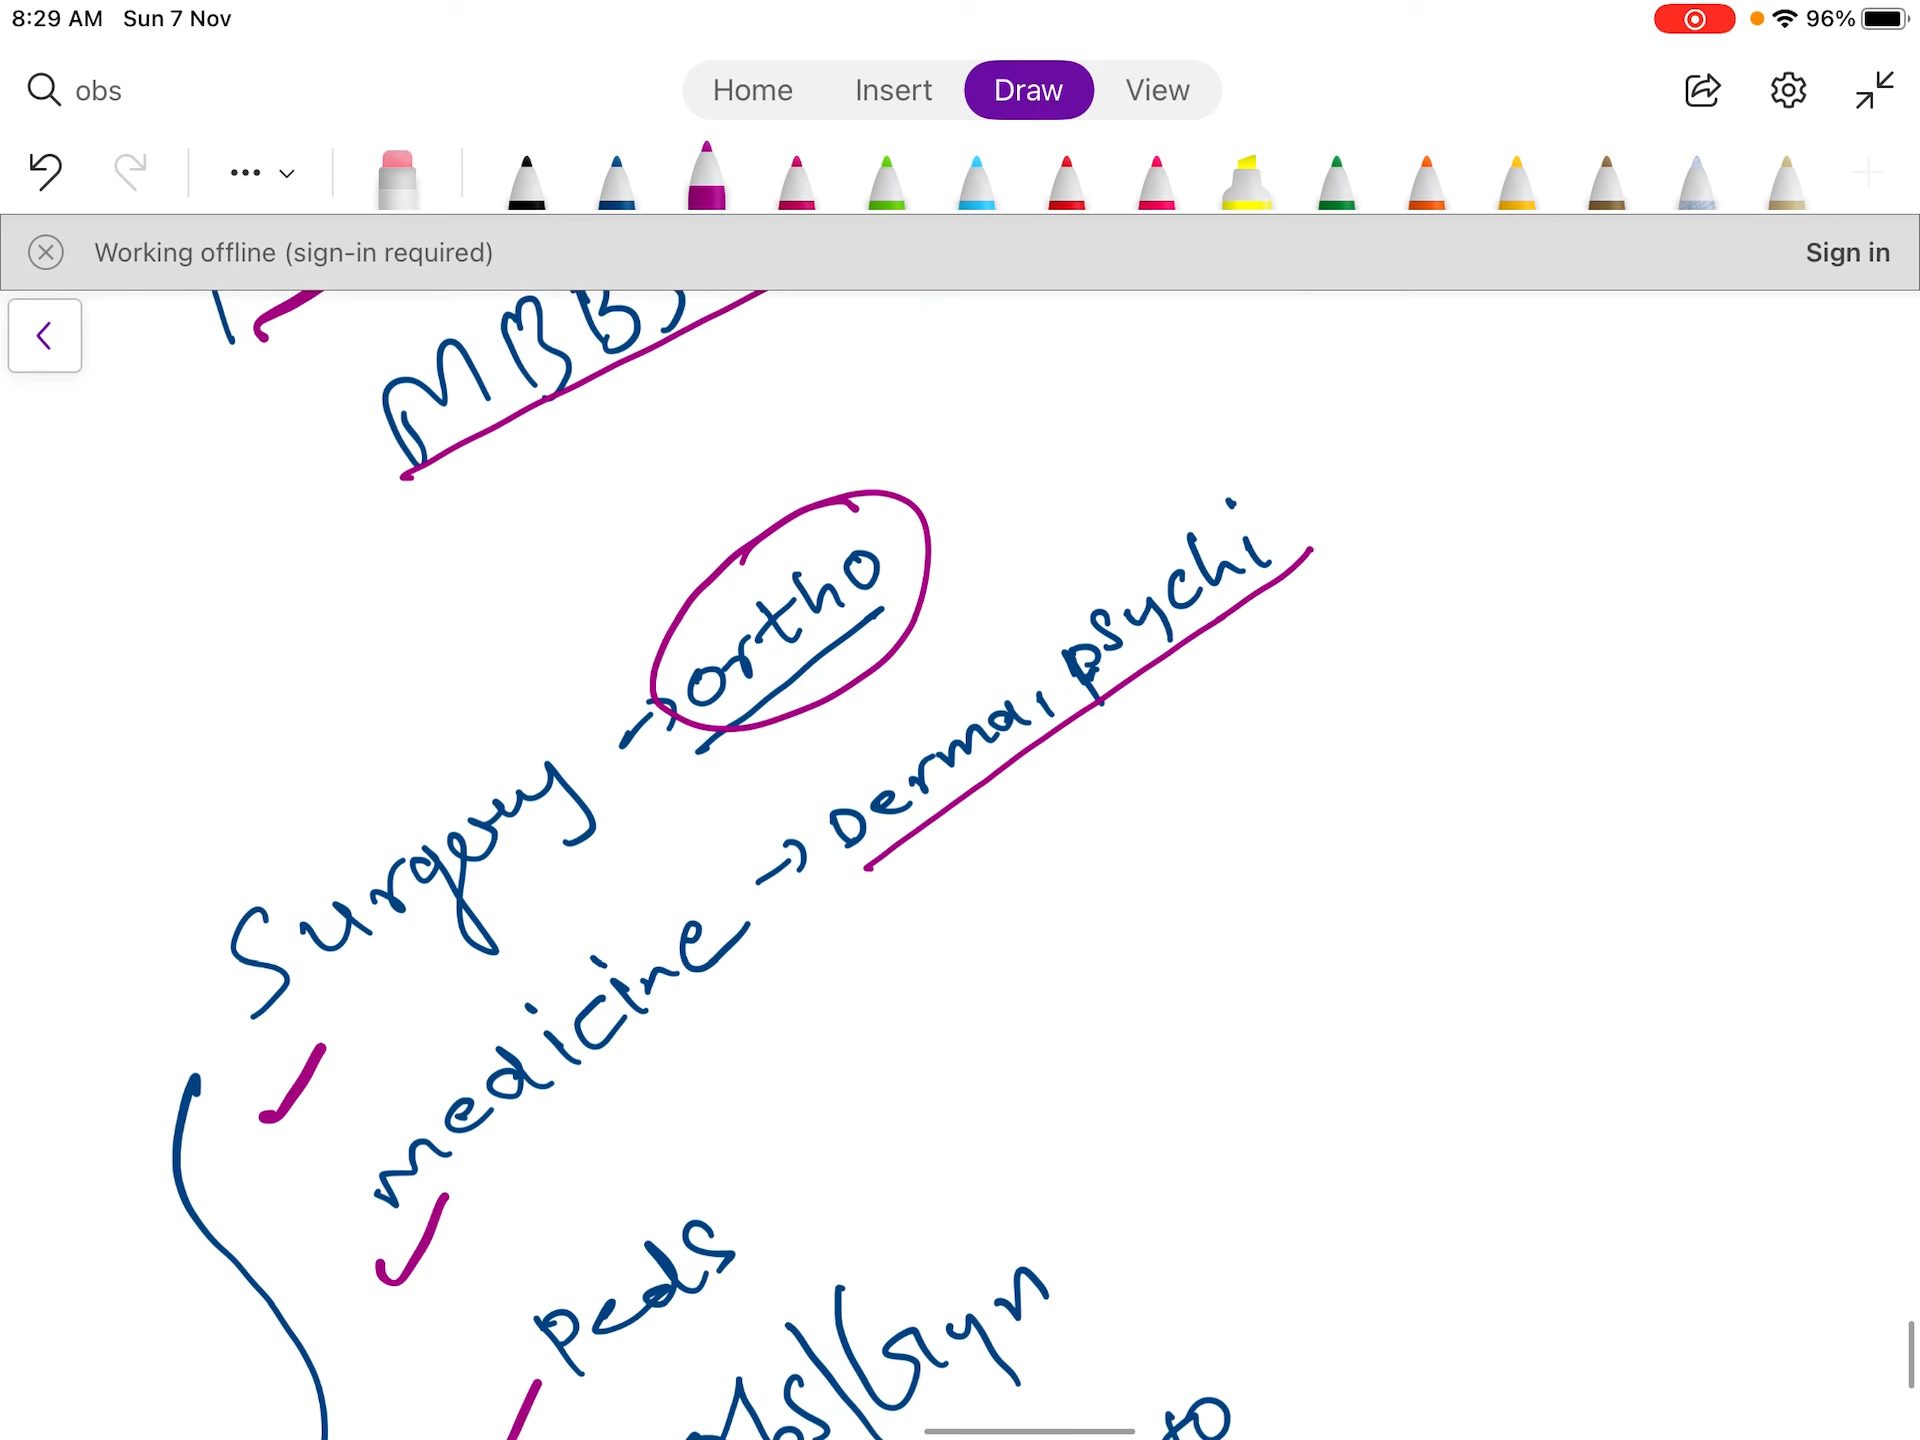 8:29 AM Sun 7 Nov
96%
obs
Home Insert Draw View
Working offline (sign-in required)
Sign in
MBBS
Surgery → ortho
medicine → Derma, psychi
peds
obs/Gyn